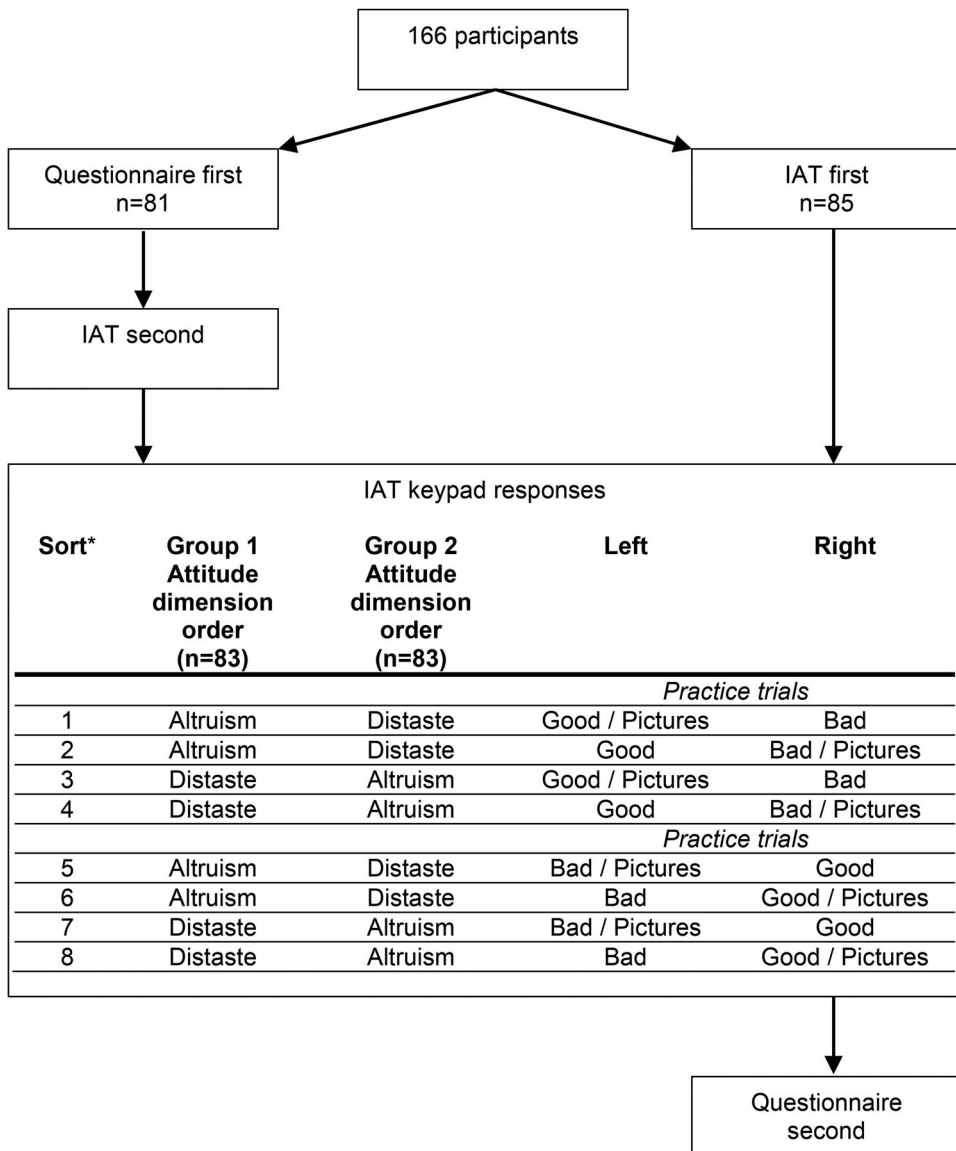 166 participants
Questionnaire first
n=81
IAT first
n=85
IAT second
IAT keypad responses
Sort* Group 1 Group 2 Left Right
Attitude Attitude
dimension dimension
order order
(n=83) (n=83)
Practice trials
1 Altruism Distaste Good / Pictures Bad
2 Altruism Distaste Good Bad / Pictures
3 Distaste Altruism Good / Pictures Bad
4 Distaste Altruism Good Bad / Pictures
Practice trials
5 Altruism Distaste Bad / Pictures Good
6 Altruism Distaste Bad Good / Pictures
7 Distaste Altruism Bad / Pictures Good
8 Distaste Altruism Bad Good / Pictures
Questionnaire
second